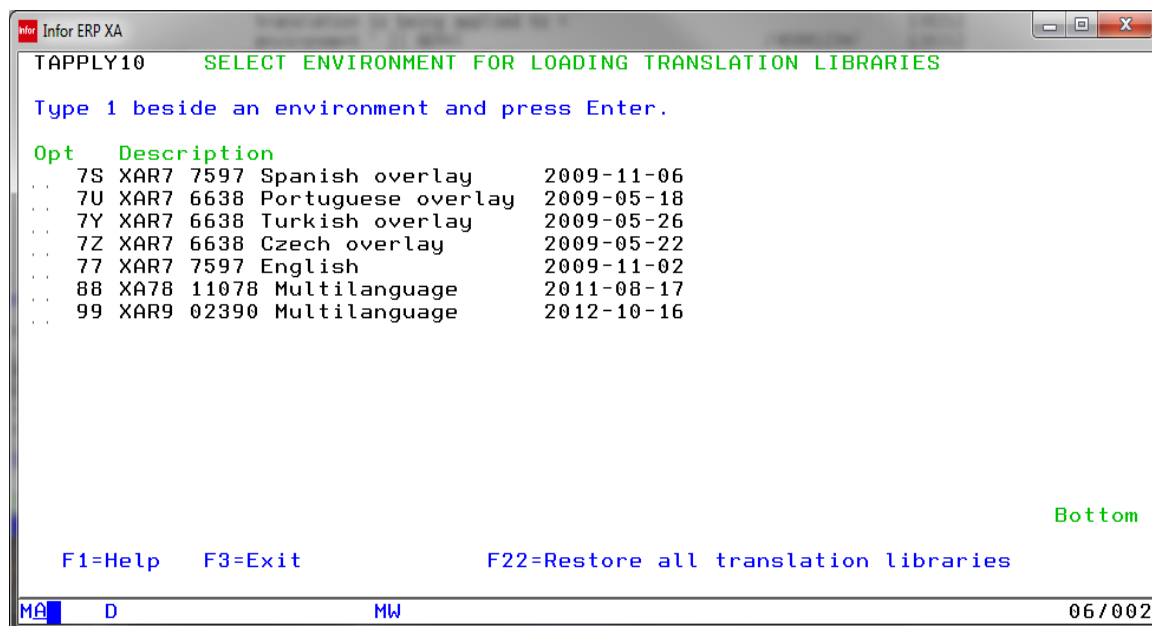 infor Infor ERP XA
TAPPLY10 SELECT ENVIRONMENT FOR LOADING TRANSLATION LIBRARIES
Type 1 beside an environment and press Enter.
Opt Description
7S XAR7 7597 Spanish overlay 2009-11-06
7U XAR7 6638 Portuguese overlay 2009-05-18
7Y XAR7 6638 Turkish overlay 2009-05-26
7Z XAR7 6638 Czech overlay 2009-05-22
77 XAR7 7597 English 2009-11-02
88 XA78 11078 Multilanguage 2011-08-17
99 XAR9 02390 Multilanguage 2012-10-16
Bottom
F1=Help F3=Exit F22=Restore all translation libraries
MA D MW 06/002